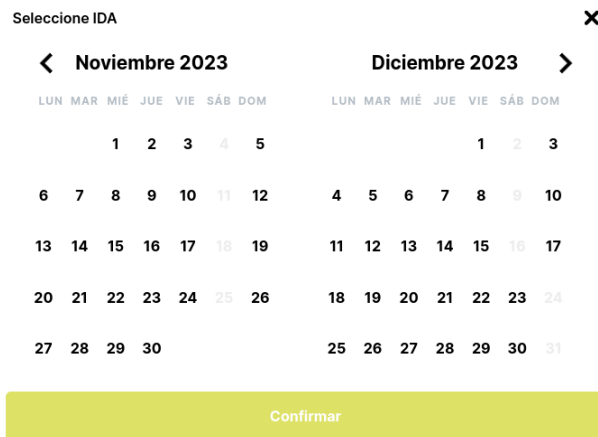 Seleccione IDA
Noviembre 2023
LUN MAR MIÉ JUE VIE SÁB DOM
1 2 3 4 5
6 7 8 9 10 11 12
13 14 15 16 17 18 19
20 21 22 23 24 25 26
27 28 29 30
Diciembre 2023
LUN MAR MIÉ JUE VIE SÁB DOM
1 2 3
4 5 6 7 8 9 10
11 12 13 14 15 16 17
18 19 20 21 22 23 24
25 26 27 28 29 30 31
Confirmar